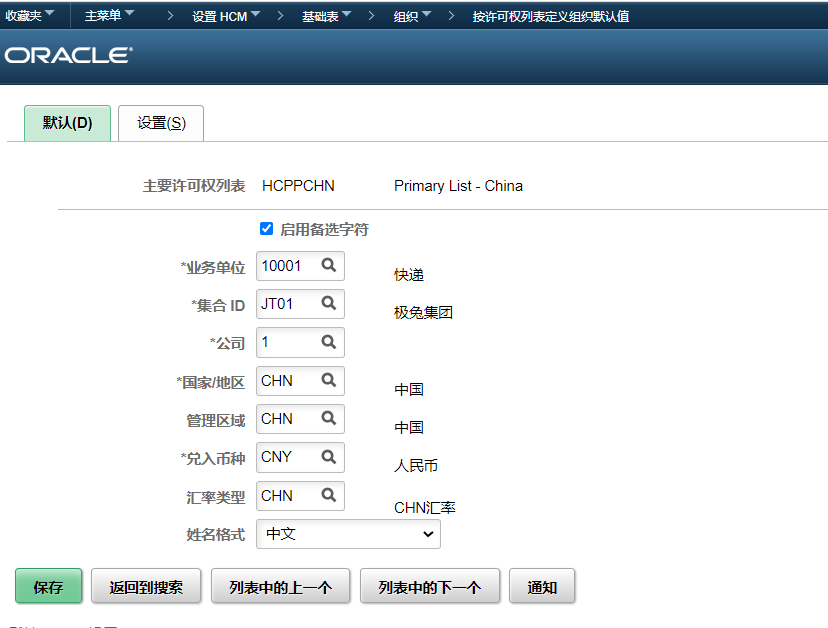 收藏夹 主菜单 > 设置 HCM > 基础表 > 组织 > 按许可权列表定义组织默认值
ORACLE®
默认(D) 设置(S)
主要许可权列表 HCPPCHN Primary List - China
启用备选字符
*业务单位 10001 快递
*集合 ID JT01 极兔集团
*公司 1
*国家/地区 CHN 中国
管理区域 CHN 中国
*兑入币种 CNY 人民币
汇率类型 CHN CHN汇率
姓名格式 中文
保存 返回到搜索 列表中的上一个 列表中的下一个 通知